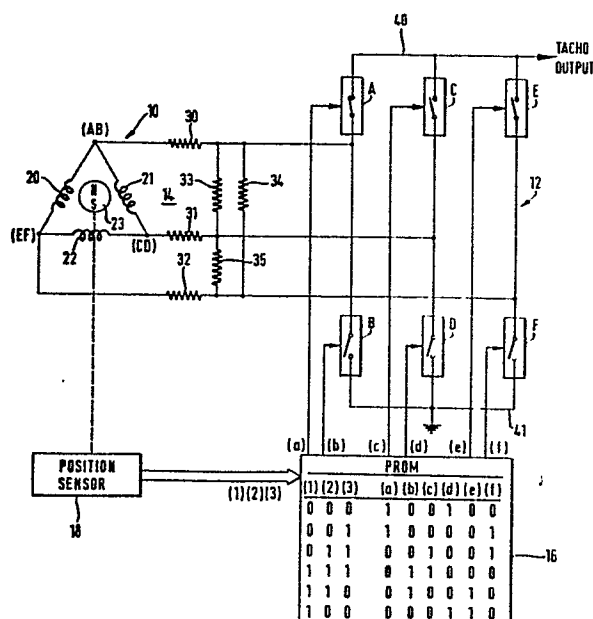 40
TACHO
OUTPUT
A
C
E
(AB)
10
30
12
20
21
33
34
N
S
14
31
23
(EF)
22
(CD)
32
35
B
D
F
41
(a) (b) (c) (d) (e) (f)
POSITION
SENSOR
18
(1)(2)(3)
PROM
(1) (2) (3) (a) (b) (c) (d) (e) (f)
0 0 0 1 0 0 1 0 0
0 0 1 1 0 0 0 0 1
0 1 1 0 0 1 0 0 1
1 1 1 0 1 1 0 0 0
1 1 0 0 1 0 0 1 0
1 0 0 0 0 0 1 1 0
16